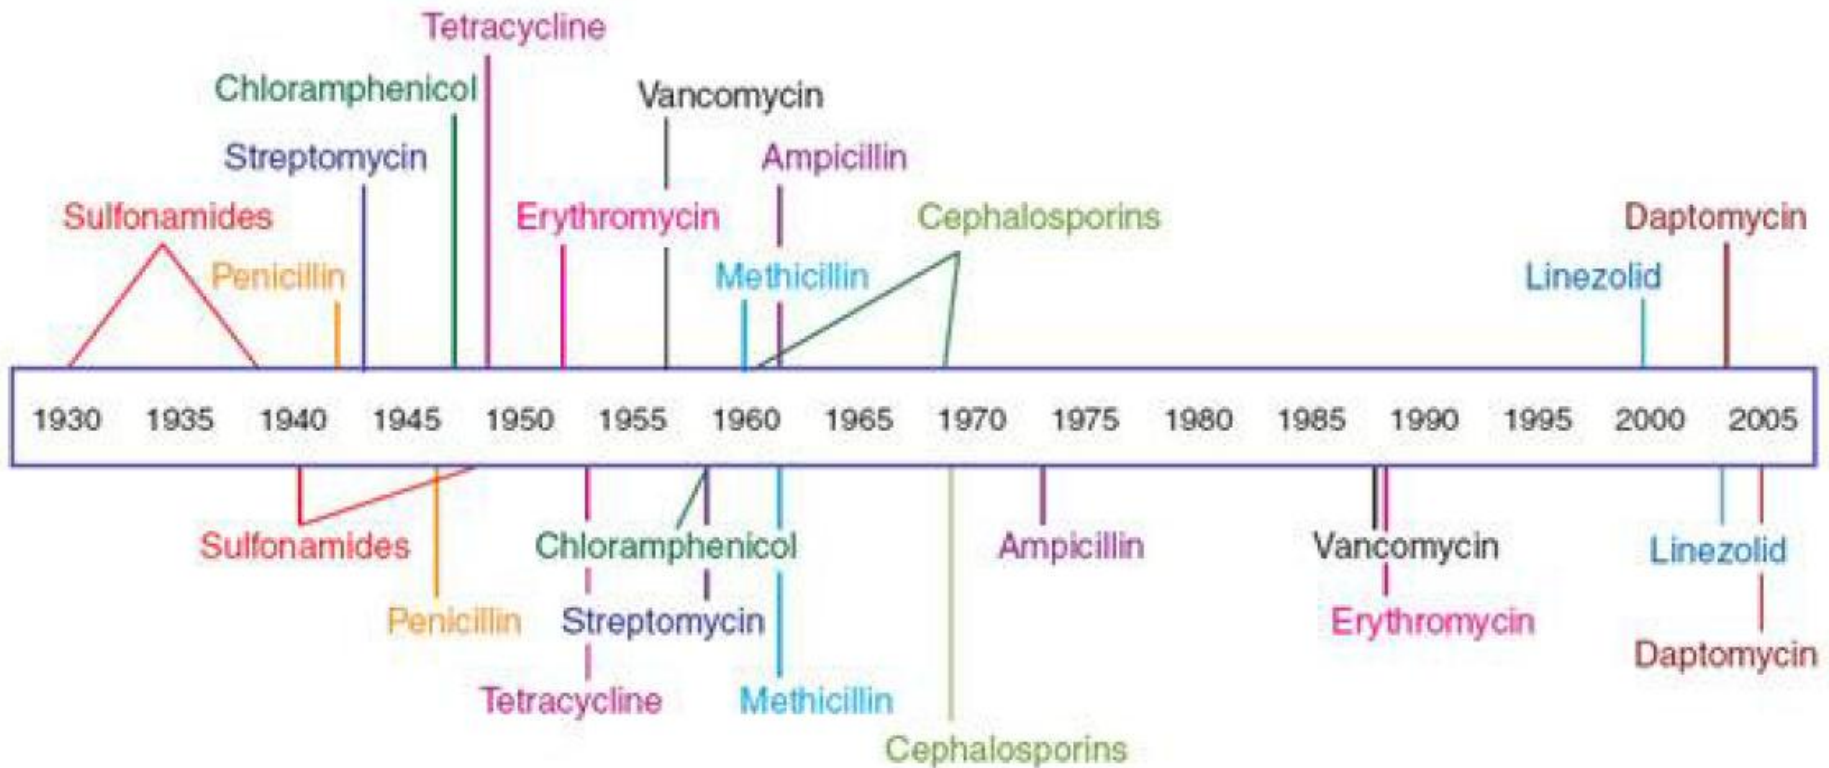 Tetracycline
Chloramphenicol
Vancomycin
Streptomycin
Ampicillin
Sulfonamides
Erythromycin
Cephalosporins
Daptomycin
Penicillin
Methicillin
Linezolid
1930 1935 1940 1945 1950 1955 1960 1965 1970 1975 1980 1985 1990 1995 2000 2005
Sulfonamides
Chloramphenicol
Ampicillin
Vancomycin
Linezolid
Penicillin
Streptomycin
Erythromycin
Daptomycin
Tetracycline
Methicillin
Cephalosporins